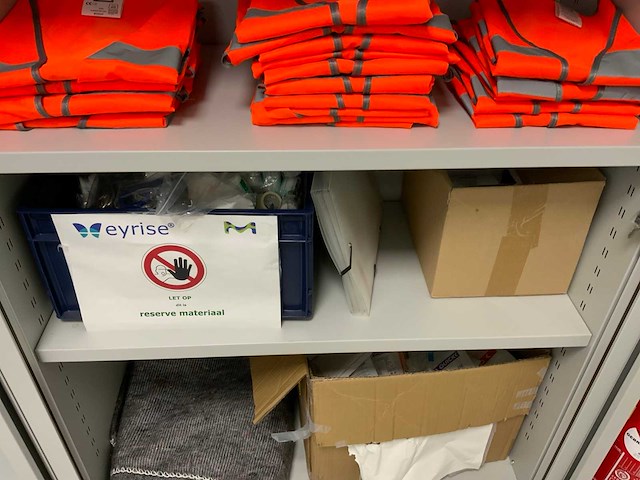 eyrise®
M
LET OP
dit is
reserve materiaal